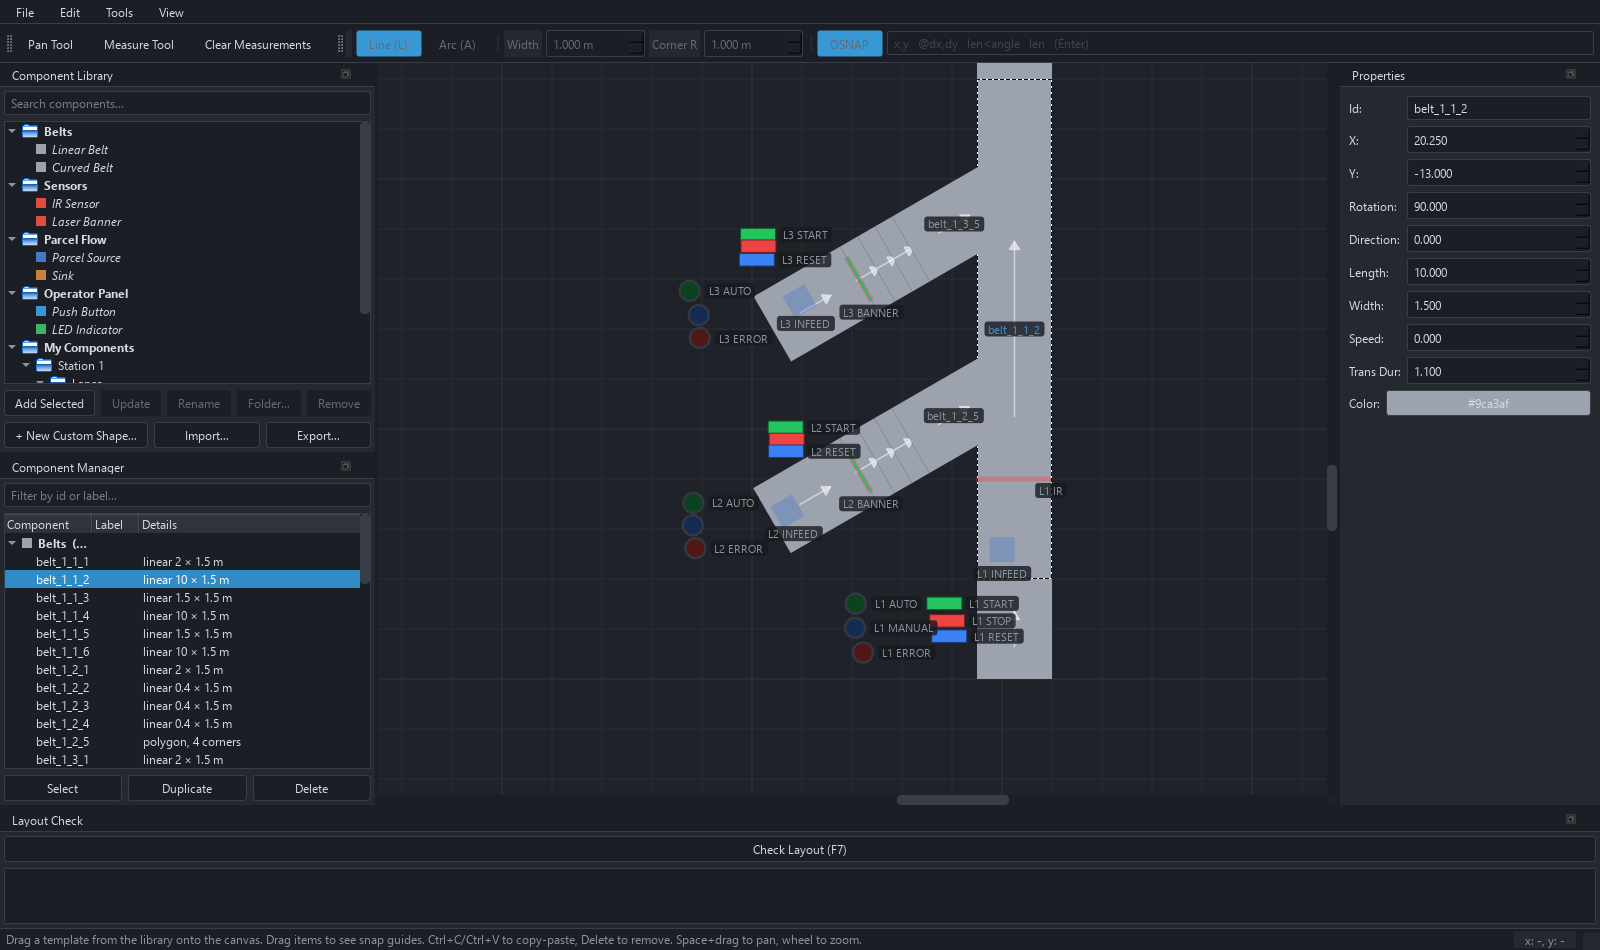 File Edit Tools View
Pan Tool Measure Tool Clear Measurements Line (L) Arc (A) Width 1.000 m Corner R 1.000 m OSNAP x,y @dx,dy len<angle len (Enter)
Component Library
Search components...
Belts
Linear Belt
Curved Belt
Sensors
IR Sensor
Laser Banner
Parcel Flow
Parcel Source
Sink
Operator Panel
Push Button
LED Indicator
My Components
Station 1
Add Selected Update Rename Folder... Remove
+ New Custom Shape... Import... Export...
Component Manager
Filter by id or label...
Component Label Details
Belts (...
belt_1_1_1 linear 2 × 1.5 m
belt_1_1_2 linear 10 × 1.5 m
belt_1_1_3 linear 1.5 × 1.5 m
belt_1_1_4 linear 10 × 1.5 m
belt_1_1_5 linear 1.5 × 1.5 m
belt_1_1_6 linear 10 × 1.5 m
belt_1_2_1 linear 2 × 1.5 m
belt_1_2_2 linear 0.4 × 1.5 m
belt_1_2_3 linear 0.4 × 1.5 m
belt_1_2_4 linear 0.4 × 1.5 m
belt_1_2_5 polygon, 4 corners
belt_1_3_1 linear 2 × 1.5 m
Select Duplicate Delete
belt_1_3_5
L3 START
L3 RESET
L3 AUTO
L3 BANNER
L3 INFEED
belt_1_1_2
L3 ERROR
belt_1_2_5
L2 START
L2 RESET
L1 IR
L2 AUTO
L2 BANNER
L2 INFEED
L2 ERROR
L1 INFEED
L1 AUTO
L1 START
L1 STOP
L1 MANUAL
L1 RESET
L1 ERROR
Properties
Id: belt_1_1_2
X: 20.250
Y: -13.000
Rotation: 90.000
Direction: 0.000
Length: 10.000
Width: 1.500
Speed: 0.000
Trans Dur: 1.100
Color: #9ca3af
Layout Check
Check Layout (F7)
Drag a template from the library onto the canvas. Drag items to see snap guides. Ctrl+C/Ctrl+V to copy-paste, Delete to remove. Space+drag to pan, wheel to zoom.
x: -, y: -